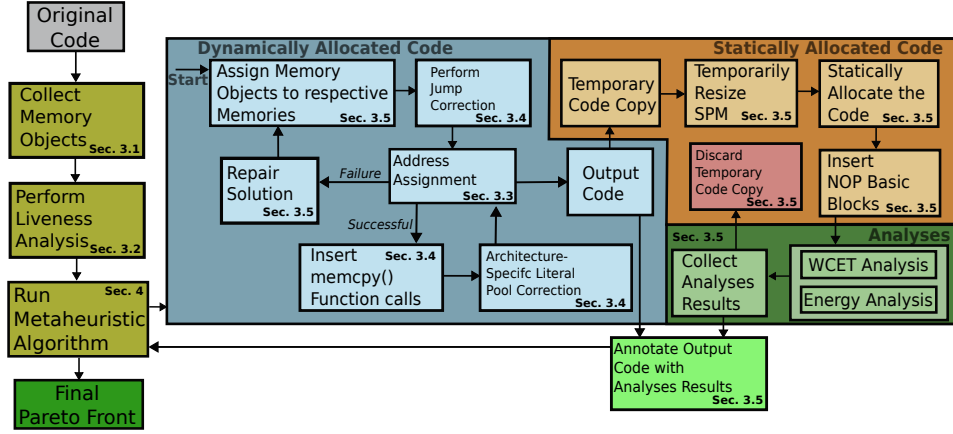 Original
Code
Collect
Memory
Objects
Sec. 3.1
Perform
Liveness
Analysis
Sec. 3.2
Sec. 4
Run
Metaheuristic
Algorithm
Final
Pareto Front
Dynamically Allocated Code
Start
Assign Memory
Objects to respective
Memories
Sec. 3.5
Perform
Jump
Correction
Sec. 3.4
Repair
Solution
Sec. 3.5
Failure
Address
Assignment
Sec. 3.3
Successful
Insert
Sec. 3.4
memcpy()
Function calls
Architecture-
Specifc Literal
Pool Correction
Sec. 3.4
Output
Code
Statically Allocated Code
Temporary
Code Copy
Temporarily
Resize
SPM
Sec. 3.5
Statically
Allocate the
Code
Sec. 3.5
Discard
Temporary
Code Copy
Sec. 3.5
Insert
NOP Basic
Blocks
Sec. 3.5
Analyses
Sec. 3.5
Collect
Analyses
Results
WCET Analysis
Energy Analysis
Annotate Output
Code with
Analyses Results
Sec. 3.5